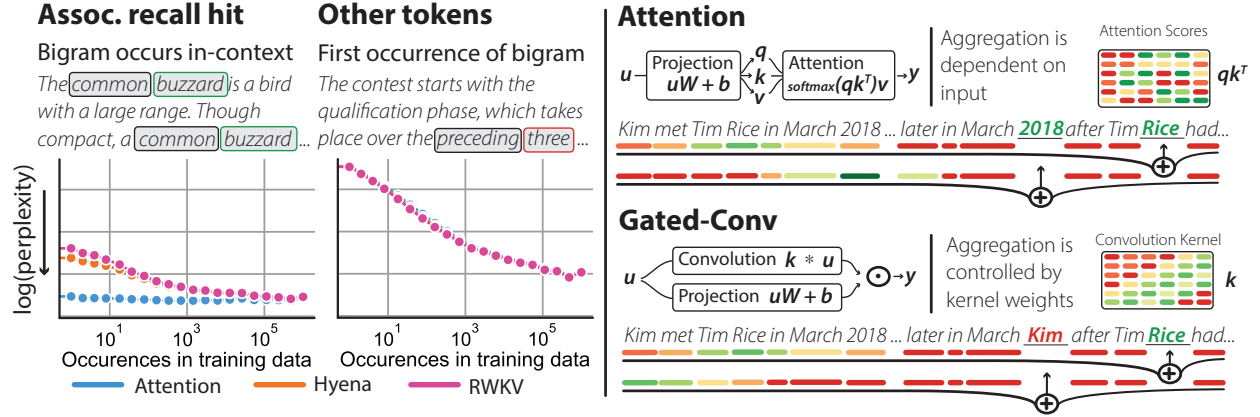 Assoc. recall hit
Bigram occurs in-context
The common buzzard is a bird
with a large range. Though
compact, a common buzzard ...
Other tokens
First occurrence of bigram
The contest starts with the
qualification phase, which takes
place over the preceding three ...
log(perplexity)
10^1 10^3 10^5
Occurences in training data
10^1 10^3 10^5
Occurences in training data
Attention Hyena RWKV
Attention
u
Projection
uW + b
q
k
v
Attention
softmax(qk^T)v
y
Aggregation is
dependent on
input
Attention Scores
qk^T
Kim met Tim Rice in March 2018 ... later in March 2018 after Tim Rice had...
+
+
Gated-Conv
u
Convolution k * u
Projection uW + b
y
Aggregation is
controlled by
kernel weights
Convolution Kernel
k
Kim met Tim Rice in March 2018 ... later in March Kim after Tim Rice had...
+
+